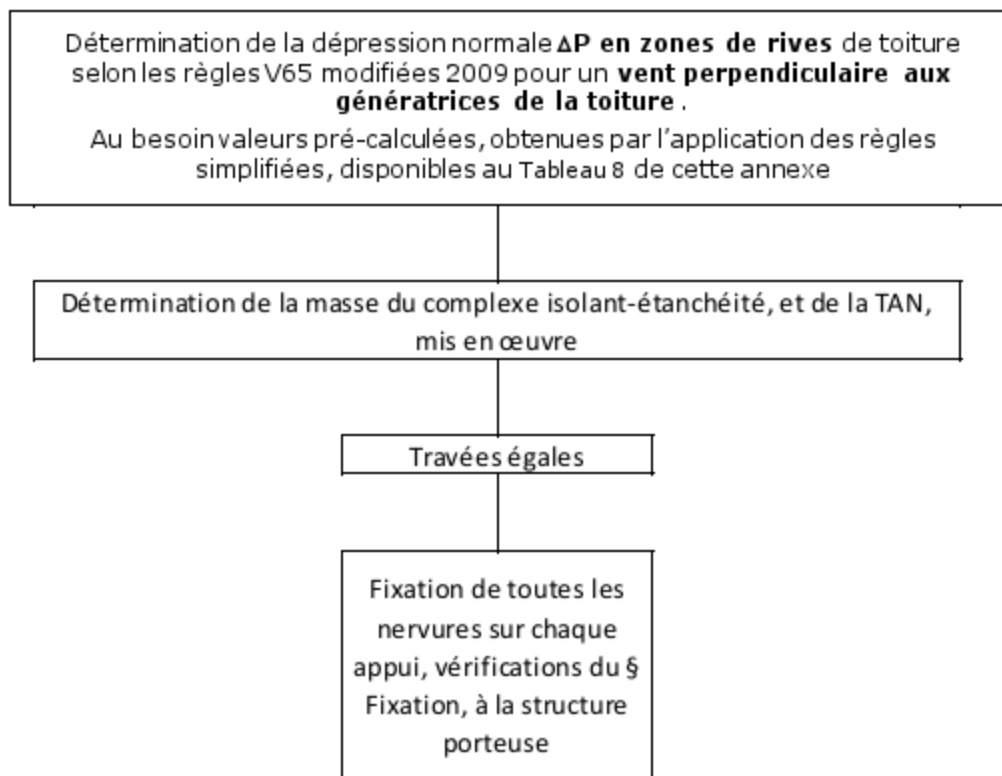 Détermination de la dépression normale ΔP en zones de rives de toiture
selon les règles V65 modifiées 2009 pour un vent perpendiculaire aux
génératrices de la toiture .
Au besoin valeurs pré-calculées, obtenues par l'application des règles
simplifiées, disponibles au Tableau 8 de cette annexe
Détermination de la masse du complexe isolant-étanchéité, et de la TAN,
mis en œuvre
Travées égales
Fixation de toutes les
nervures sur chaque
appui, vérifications du §
Fixation, à la structure
porteuse